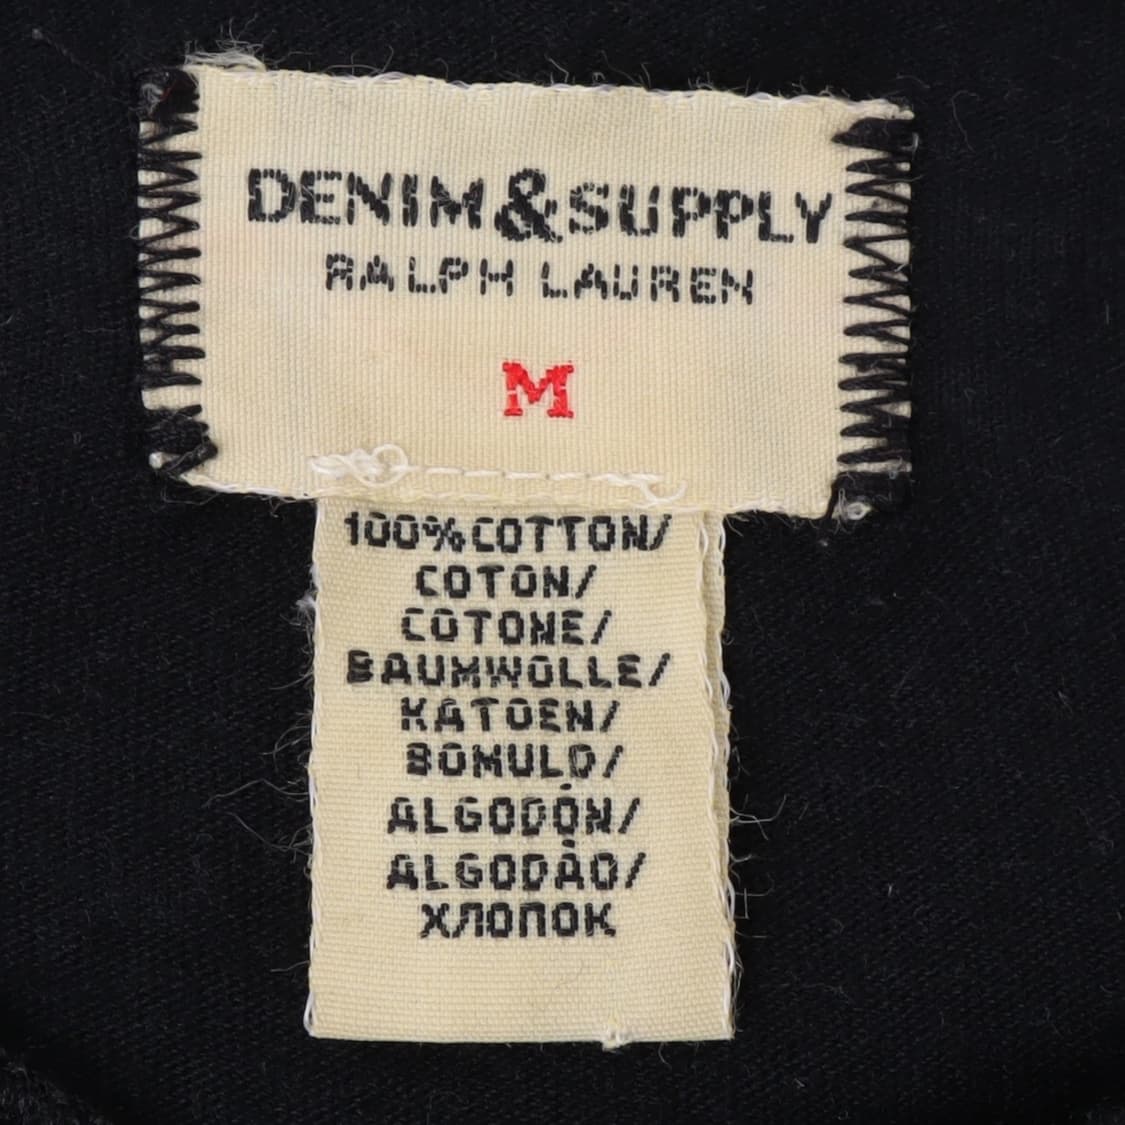 DENIM&SUPPLY
RALPH LAUREN
M
100%COTTON/
COTON/
COTONE/
BAUMWOLLE/
KATOEN/
BOMULD/
ALGODÓN/
ALGODÃO/
ХЛОПОК